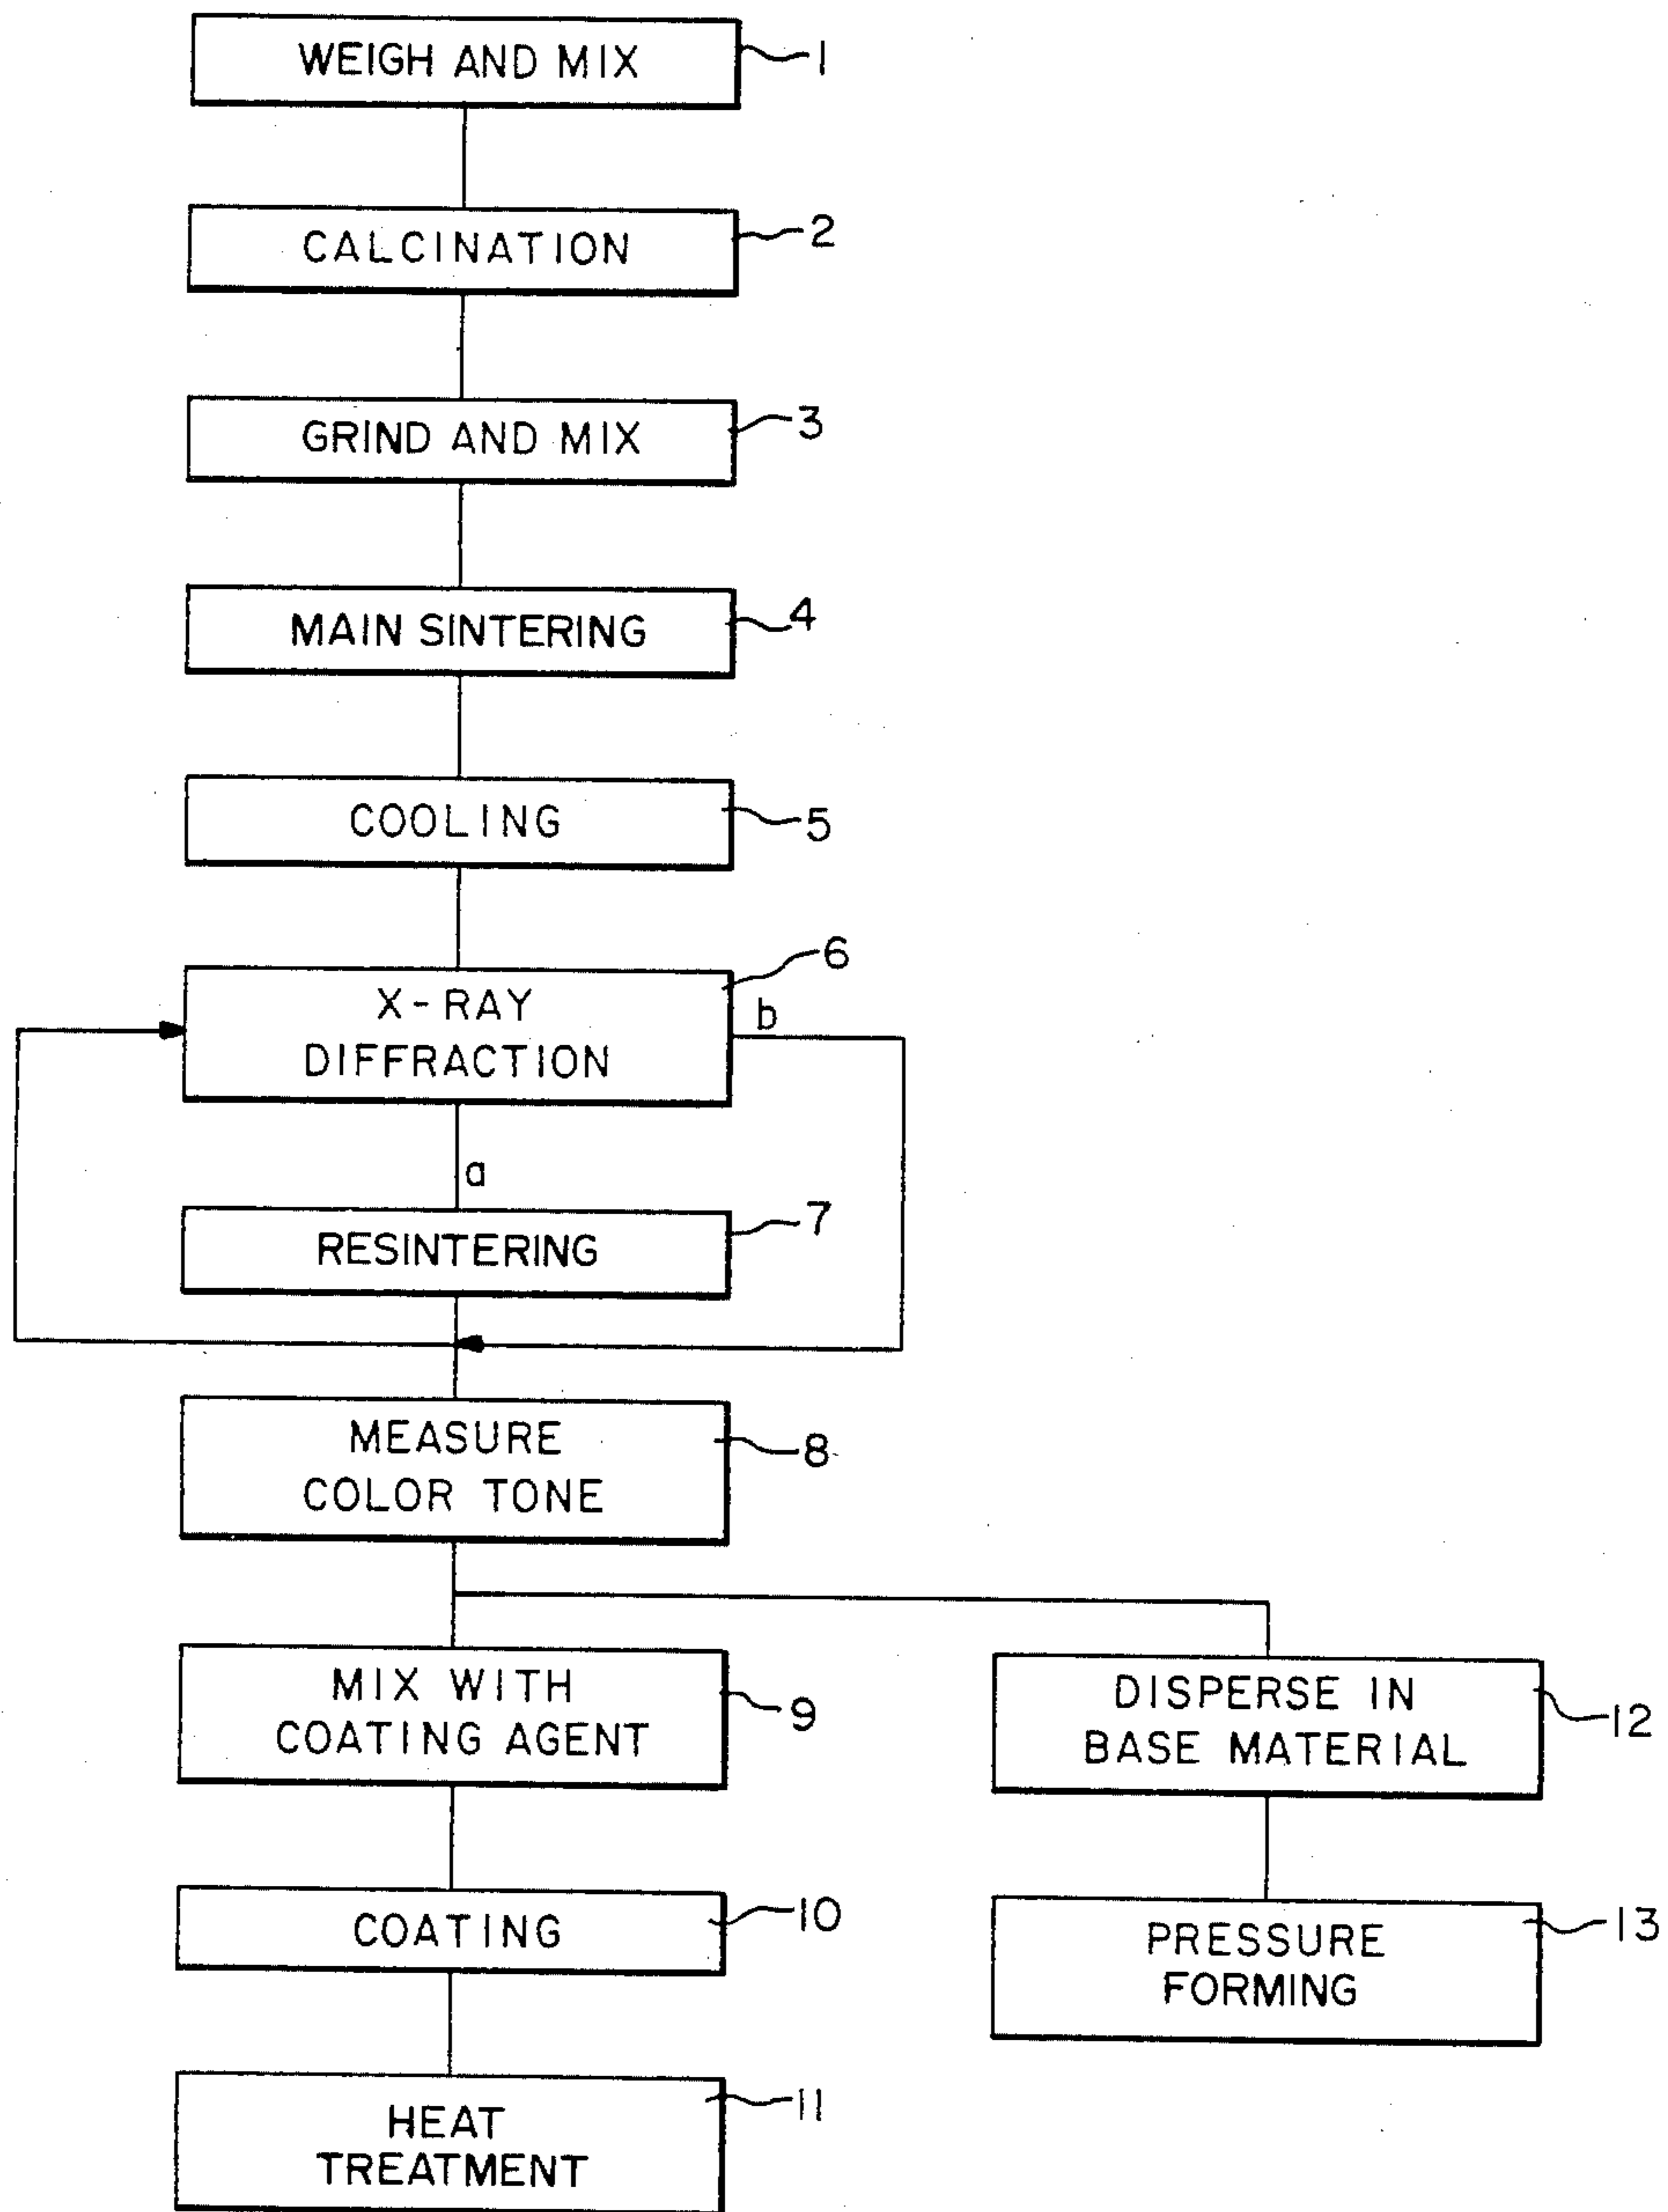 WEIGH AND MIX
1
CALCINATION
2
GRIND AND MIX
3
MAIN SINTERING
4
COOLING
5
X-RAY
DIFFRACTION
6
b
a
RESINTERING
7
MEASURE
COLOR TONE
8
MIX WITH
COATING AGENT
9
DISPERSE IN
BASE MATERIAL
12
COATING
10
PRESSURE
FORMING
13
HEAT
TREATMENT
11